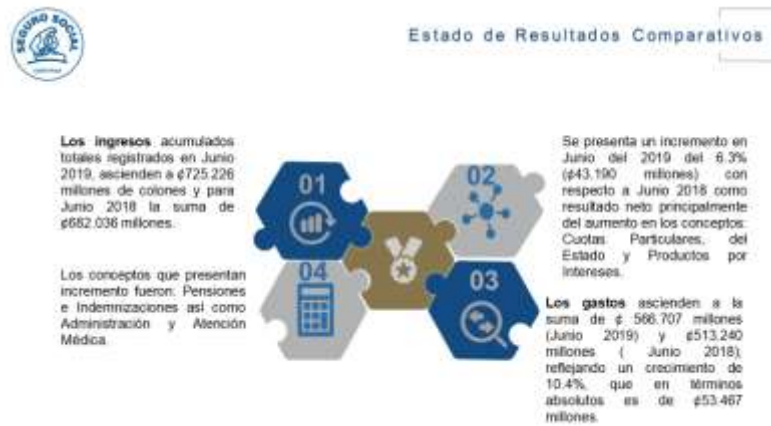 SEGURO SOCIAL
Estado de Resultados Comparativos
Los ingresos acumulados
totales registrados en Junio
2019, ascienden a ¢725.226
millones de colones y para
Junio 2018 la suma de
¢682.036 millones.
01
02
Se presenta un incremento en
Junio del 2019 del 6.3%
(¢43.190 millones) con
respecto a Junio 2018 como
resultado neto principalmente
del aumento en los conceptos:
Cuotas Particulares, del
Estado y Productos por
Intereses.
Los conceptos que presentan
incremento fueron: Pensiones
e Indemnizaciones así como
Administración y Atención
Médica.
04
03
Los gastos ascienden a la
suma de ¢ 566.707 millones
(Junio 2019) y ¢513.240
millones ( Junio 2018),
reflejando un crecimiento de
10.4%, que en términos
absolutos es de ¢53.467
millones.